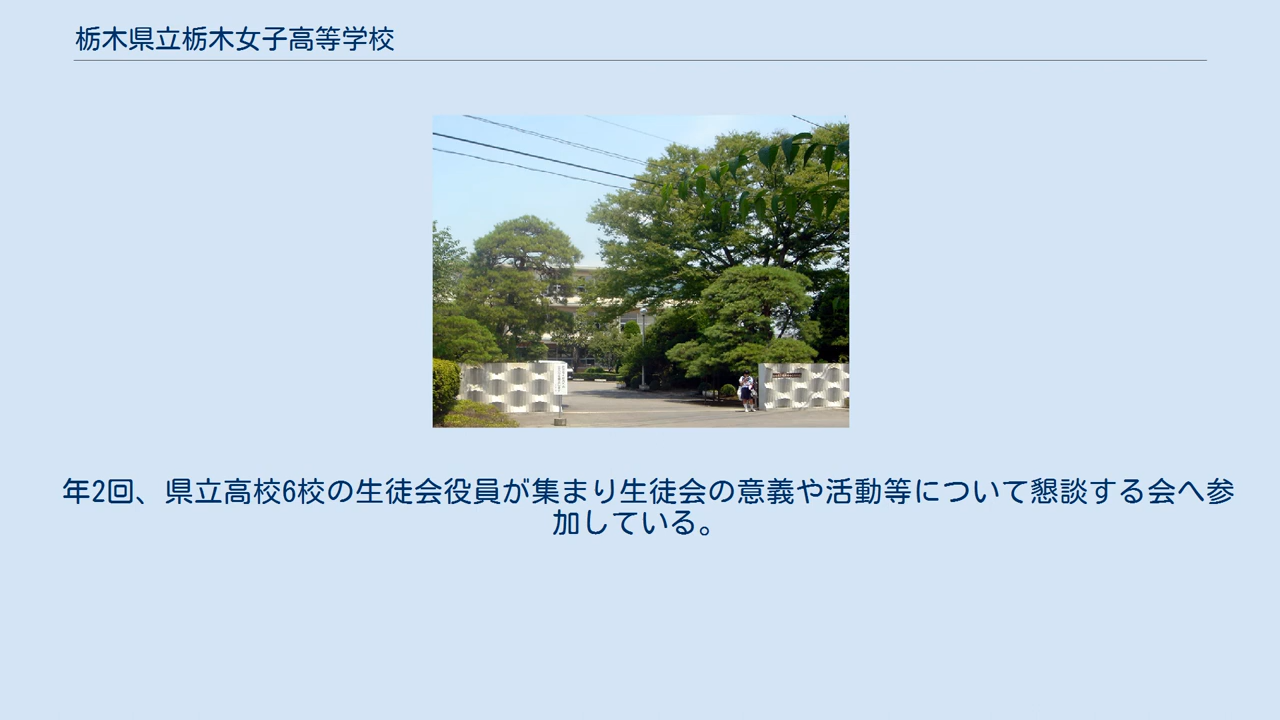 栃木県立栃木女子高等学校
年2回、県立高校6校の生徒会役員が集まり生徒会の意義や活動等について懇談する会へ参
加している。